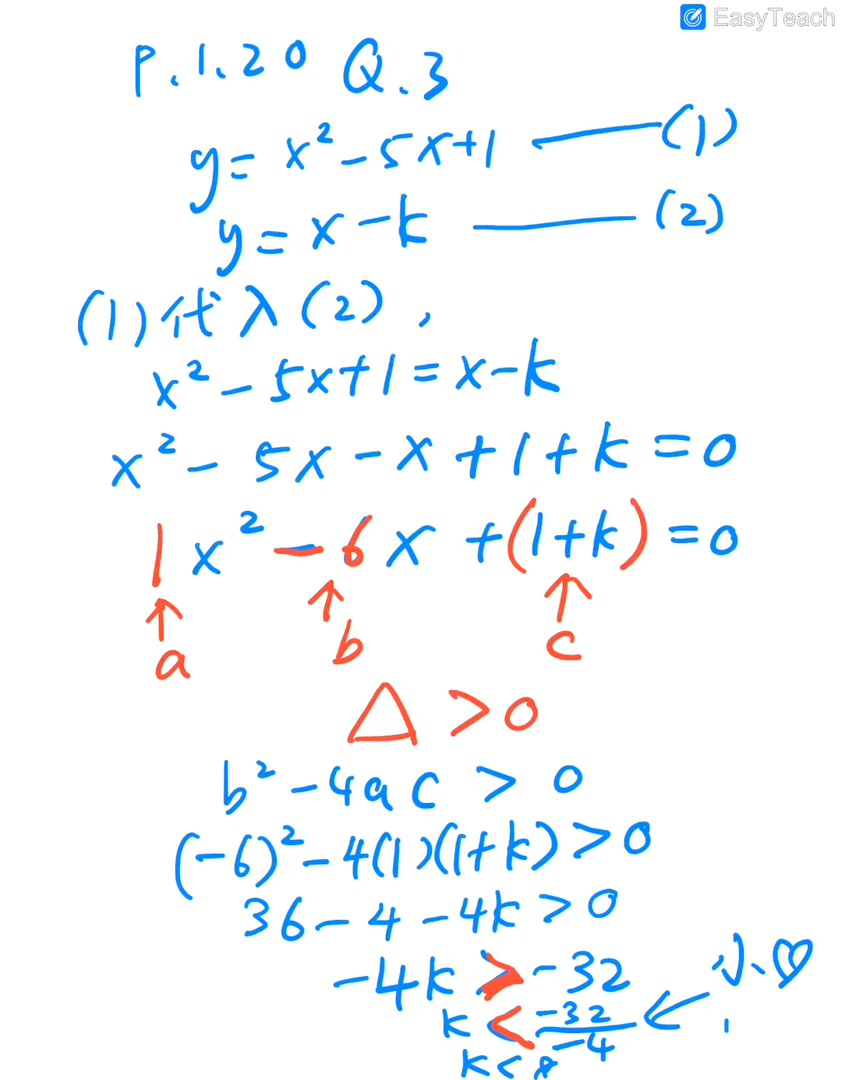 EasyTeach
P.1.20 Q.3
y = x² - 5x + 1 —— (1)
y = x - k —— (2)
(1)代入(2),
x² - 5x + 1 = x - k
x² - 5x - x + 1 + k = 0
1x² - 6x + (1 + k) = 0
↑ ↑ ↑
a b c
△ > 0
b² - 4ac > 0
(-6)² - 4(1)(1+k) > 0
36 - 4 - 4k > 0
-4k > -32 小♡
k < -32/-4 ←
k <